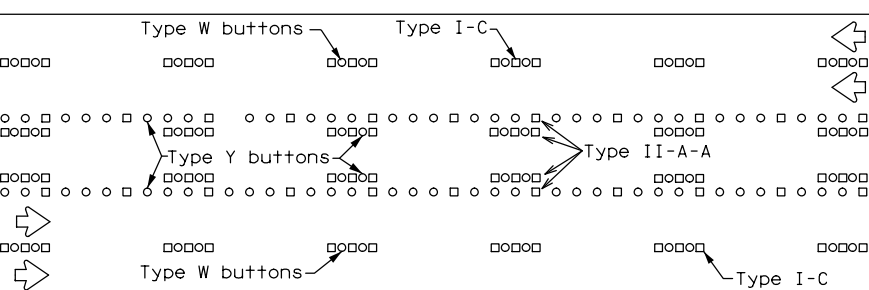 Type W buttons
Type I-C
Type Y buttons
Type II-A-A
Type W buttons
Type I-C